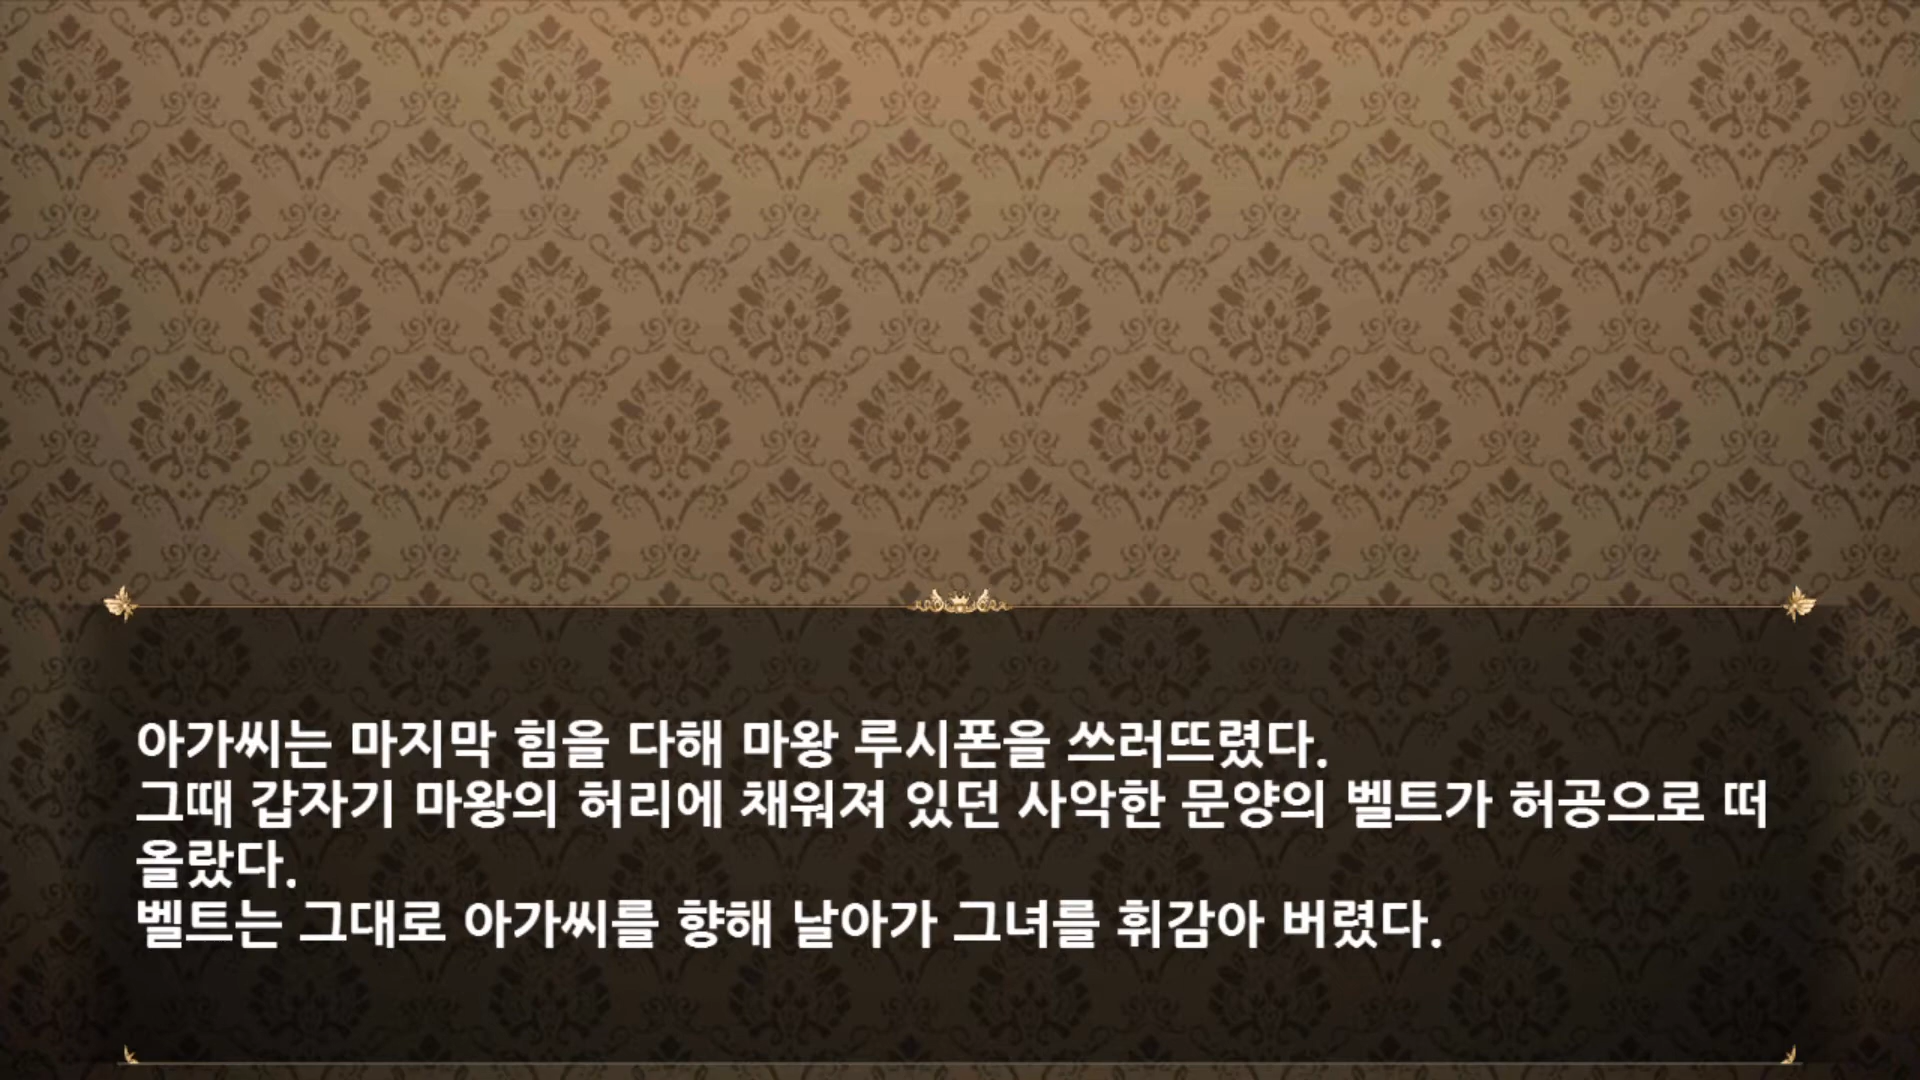 아가씨는 마지막 힘을 다해 마왕 루시폰을 쓰러뜨렸다.
그때 갑자기 마왕의 허리에 채워져 있던 사악한 문양의 벨트가 허공으로 떠
올랐다.
벨트는 그대로 아가씨를 향해 날아가 그녀를 휘감아 버렸다.